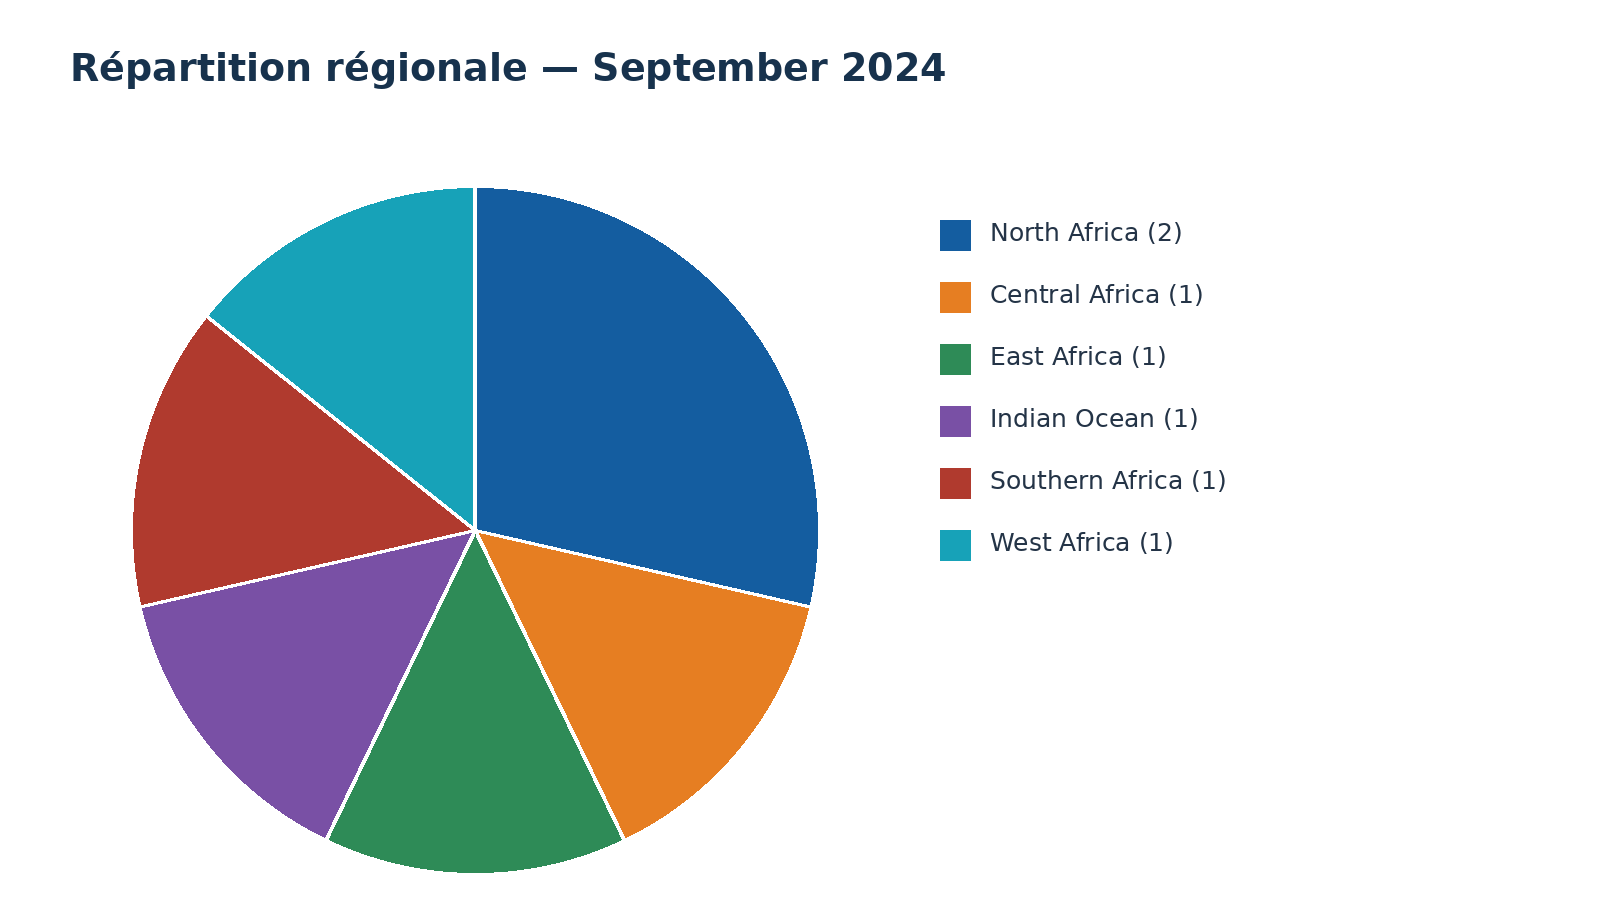 Répartition régionale — September 2024
North Africa (2)
Central Africa (1)
East Africa (1)
Indian Ocean (1)
Southern Africa (1)
West Africa (1)